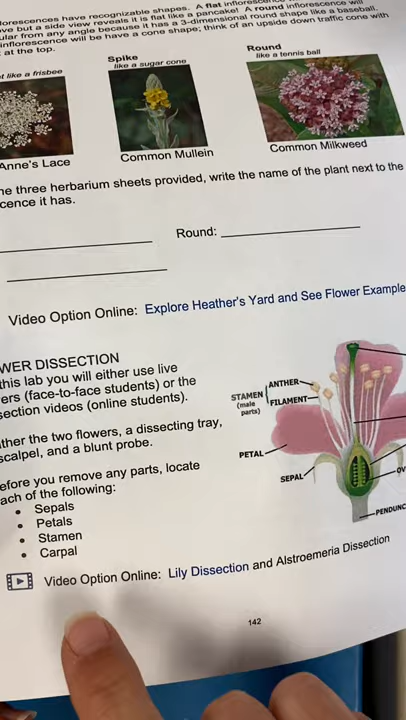 inflorescences have recognizable shapes. A flat inflorescence
ve but a side view reveals it is flat like a pancake! A round inflorescence will
ular from any angle because it has a 3-dimensional round shape like a baseball.
inflorescence will be a cone shape; think of an upside down traffic cone with
at the top.
t like a frisbee
Spike
like a sugar cone
Round
like a tennis ball
Anne's Lace
Common Mullein
Common Milkweed
he three herbarium sheets provided, write the name of the plant next to the
cence it has.
Round:
Video Option Online: Explore Heather's Yard and See Flower Example
WER DISSECTION
this lab you will either use live
ers (face-to-face students) or the
section videos (online students).
ther the two flowers, a dissecting tray,
scalpel, and a blunt probe.
efore you remove any parts, locate
ach of the following:
• Sepals
• Petals
• Stamen
• Carpal
STAMEN
(male
parts)
ANTHER
FILAMENT
PETAL
SEPAL
OV
PEDUNC
Video Option Online: Lily Dissection and Alstroemeria Dissection
142